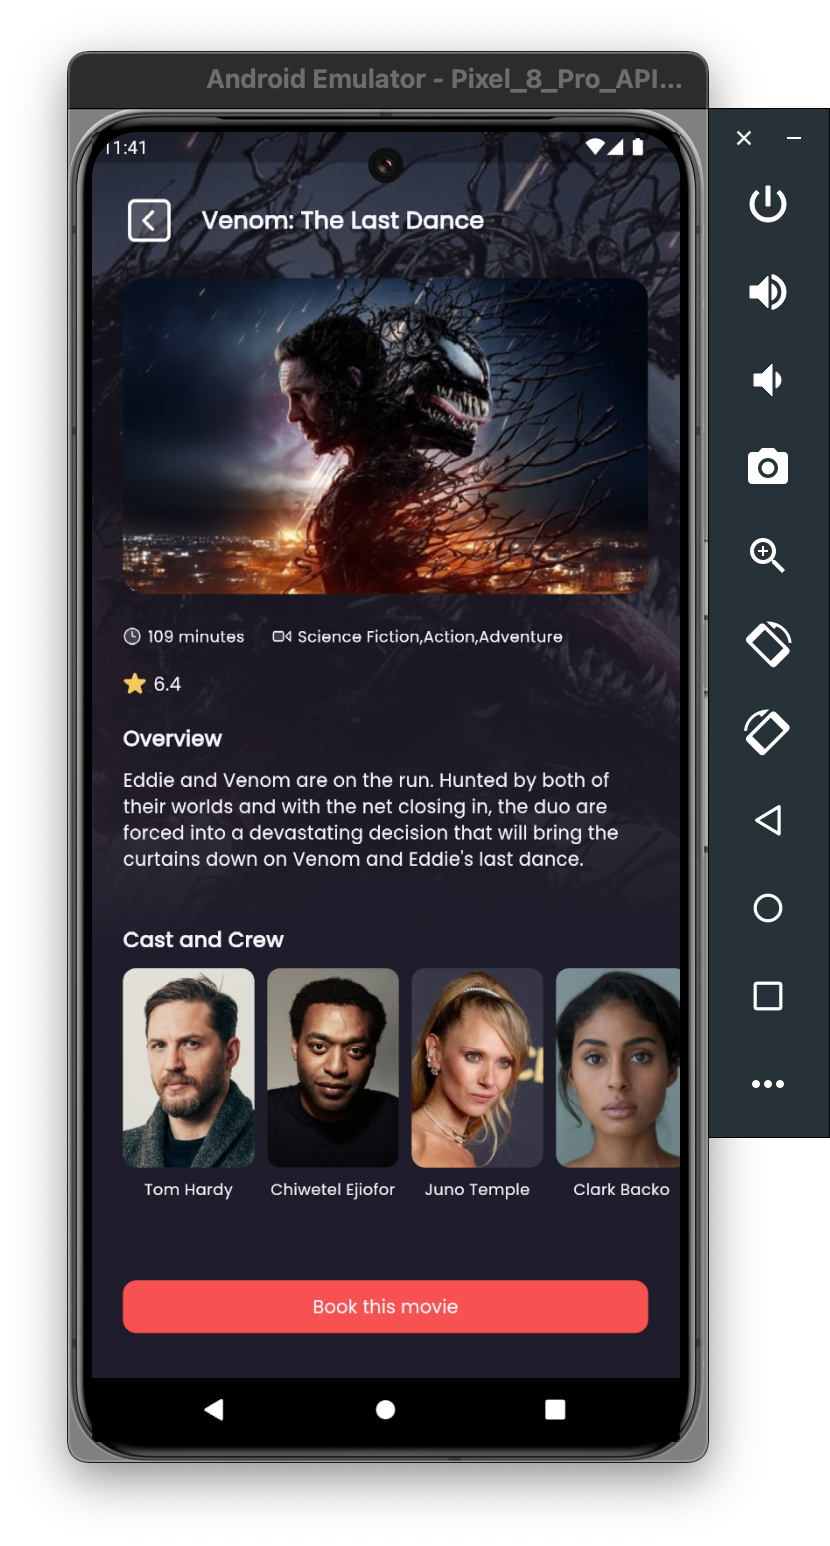 Android Emulator - Pixel_8_Pro_API...
11:41
Venom: The Last Dance
109 minutes Science Fiction,Action,Adventure
6.4
Overview
Eddie and Venom are on the run. Hunted by both of
their worlds and with the net closing in, the duo are
forced into a devastating decision that will bring the
curtains down on Venom and Eddie's last dance.
Cast and Crew
Tom Hardy Chiwetel Ejiofor Juno Temple Clark Backo
Book this movie